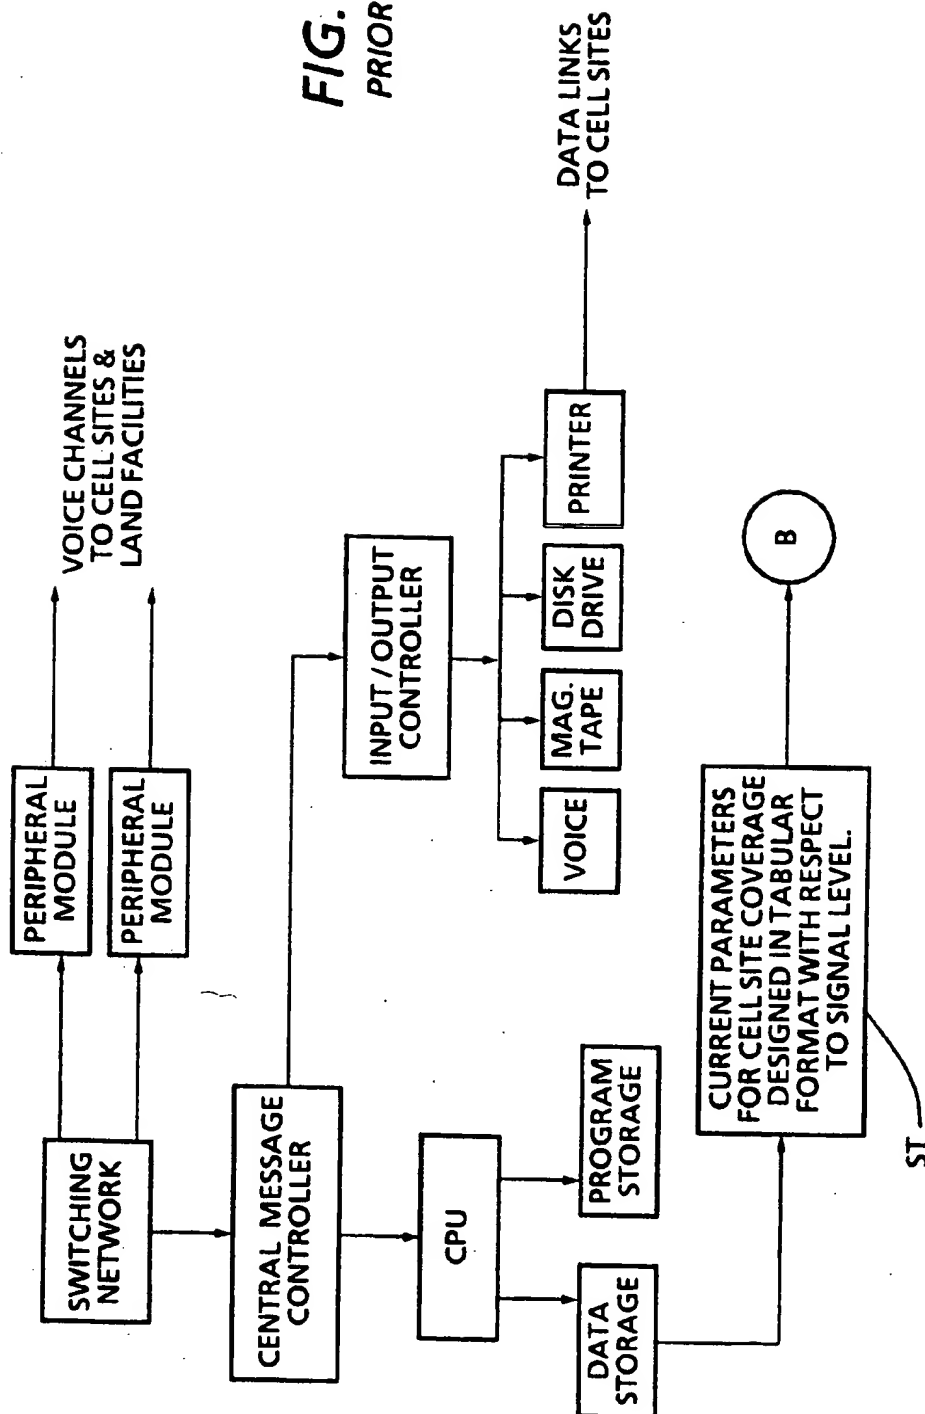 FIG.
PRIOR
SWITCHING
NETWORK
PERIPHERAL
MODULE
PERIPHERAL
MODULE
VOICE CHANNELS
TO CELL SITES &
LAND FACILITIES
CENTRAL MESSAGE
CONTROLLER
INPUT / OUTPUT
CONTROLLER
CPU
VOICE
MAG.
TAPE
DISK
DRIVE
PRINTER
DATA LINKS
TO CELL SITES
DATA
STORAGE
PROGRAM
STORAGE
CURRENT PARAMETERS
FOR CELL SITE COVERAGE
DESIGNED IN TABULAR
FORMAT WITH RESPECT
TO SIGNAL LEVEL.
B
ST